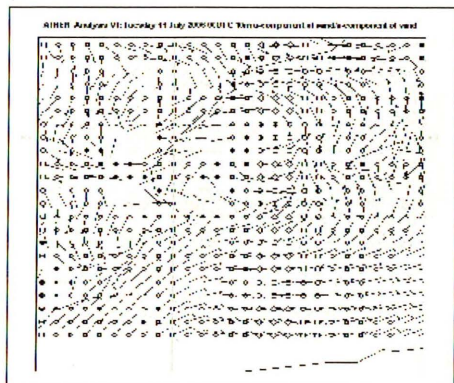 Analysis VT: Tuesday 11 July 2006 00UTC 10m u-component of wind/v-component of wind